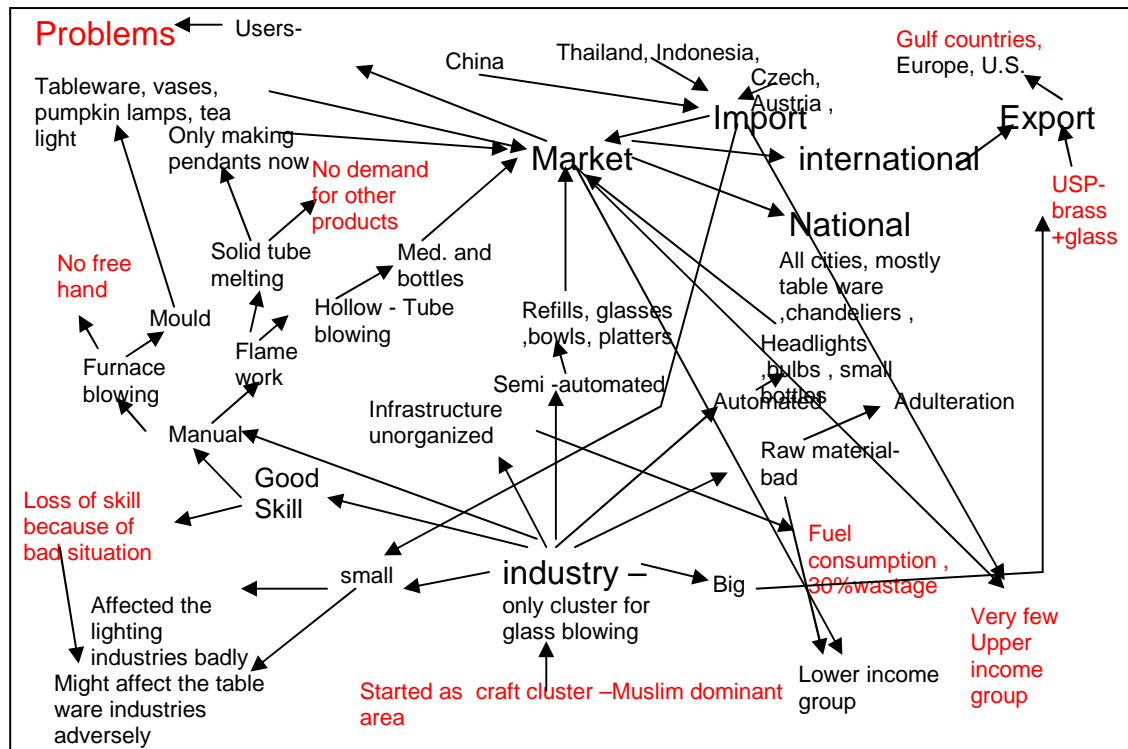 Problems
Users-
China
Thailand, Indonesia,
Czech,
Austria ,
Gulf countries,
Europe, U.S.
Tableware, vases,
pumpkin lamps, tea
light
Import
Export
Only making
pendants now
Market
international
No demand
for other
products
USP-
brass
+glass
National
Solid tube
melting
Med. and
bottles
All cities, mostly
table ware
,chandeliers ,
No free
hand
Hollow - Tube
blowing
Refills, glasses
,bowls, platters
Mould
Furnace
blowing
Flame
work
Headlights
,bulbs , small
bottles
Semi -automated
Automated
Adulteration
Infrastructure
unorganized
Manual
Raw material-
bad
Good
Skill
Loss of skill
because of
bad situation
Fuel
consumption ,
30%wastage
small
industry –
only cluster for
glass blowing
Big
Affected the
lighting
industries badly
Very few
Upper
income
group
Might affect the table
ware industries
adversely
Lower income
group
Started as  craft cluster –Muslim dominant
area